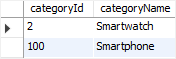 categoryId categoryName
2 Smartwatch
100 Smartphone